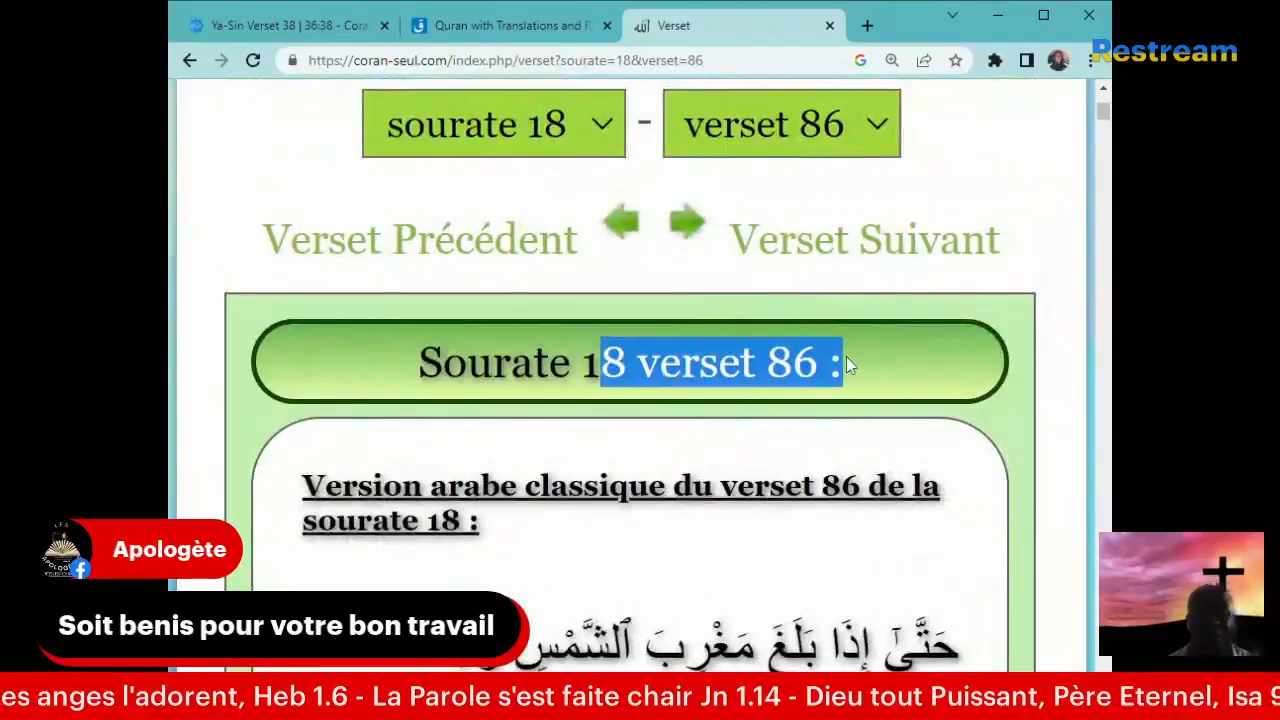 Ya-Sin Verset 38 | 36:38 - Cora
Quran with Translations and R
Verset
https://coran-seul.com/index.php/verset?sourate=18&verset=86
Restream
sourate 18 - verset 86
Verset Précédent
Verset Suivant
Sourate 18 verset 86 :
Version arabe classique du verset 86 de la
sourate 18 :
حَتَّىٰٓ إِذَا بَلَغَ مَغْرِبَ ٱلشَّمْسِ
Apologète
Soit benis pour votre bon travail
es anges l'adorent, Heb 1.6 - La Parole s'est faite chair Jn 1.14 - Dieu tout Puissant, Père Eternel, Isa 9